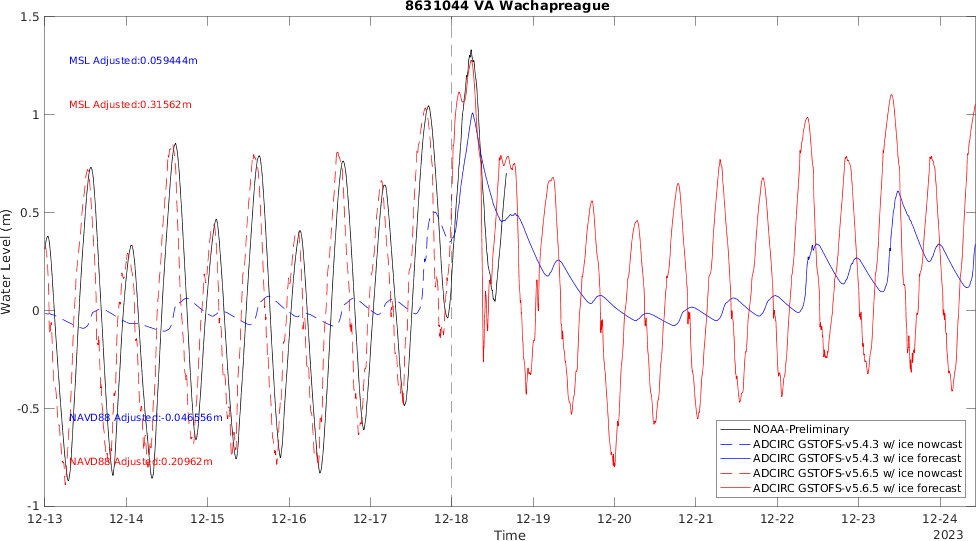 8631044 VA Wachapreague
1.5
MSL Adjusted:0.059444m
MSL Adjusted:0.31562m
1
0.5
Water Level (m)
0
-0.5
NAVD88 Adjusted:-0.046556m
NAVD88 Adjusted:0.20962m
-1
NOAA-Preliminary
ADCIRC GSTOFS-v5.4.3 w/ ice nowcast
ADCIRC GSTOFS-v5.4.3 w/ ice forecast
ADCIRC GSTOFS-v5.6.5 w/ ice nowcast
ADCIRC GSTOFS-v5.6.5 w/ ice forecast
12-13 12-14 12-15 12-16 12-17 12-18 12-19 12-20 12-21 12-22 12-23 12-24
Time
2023